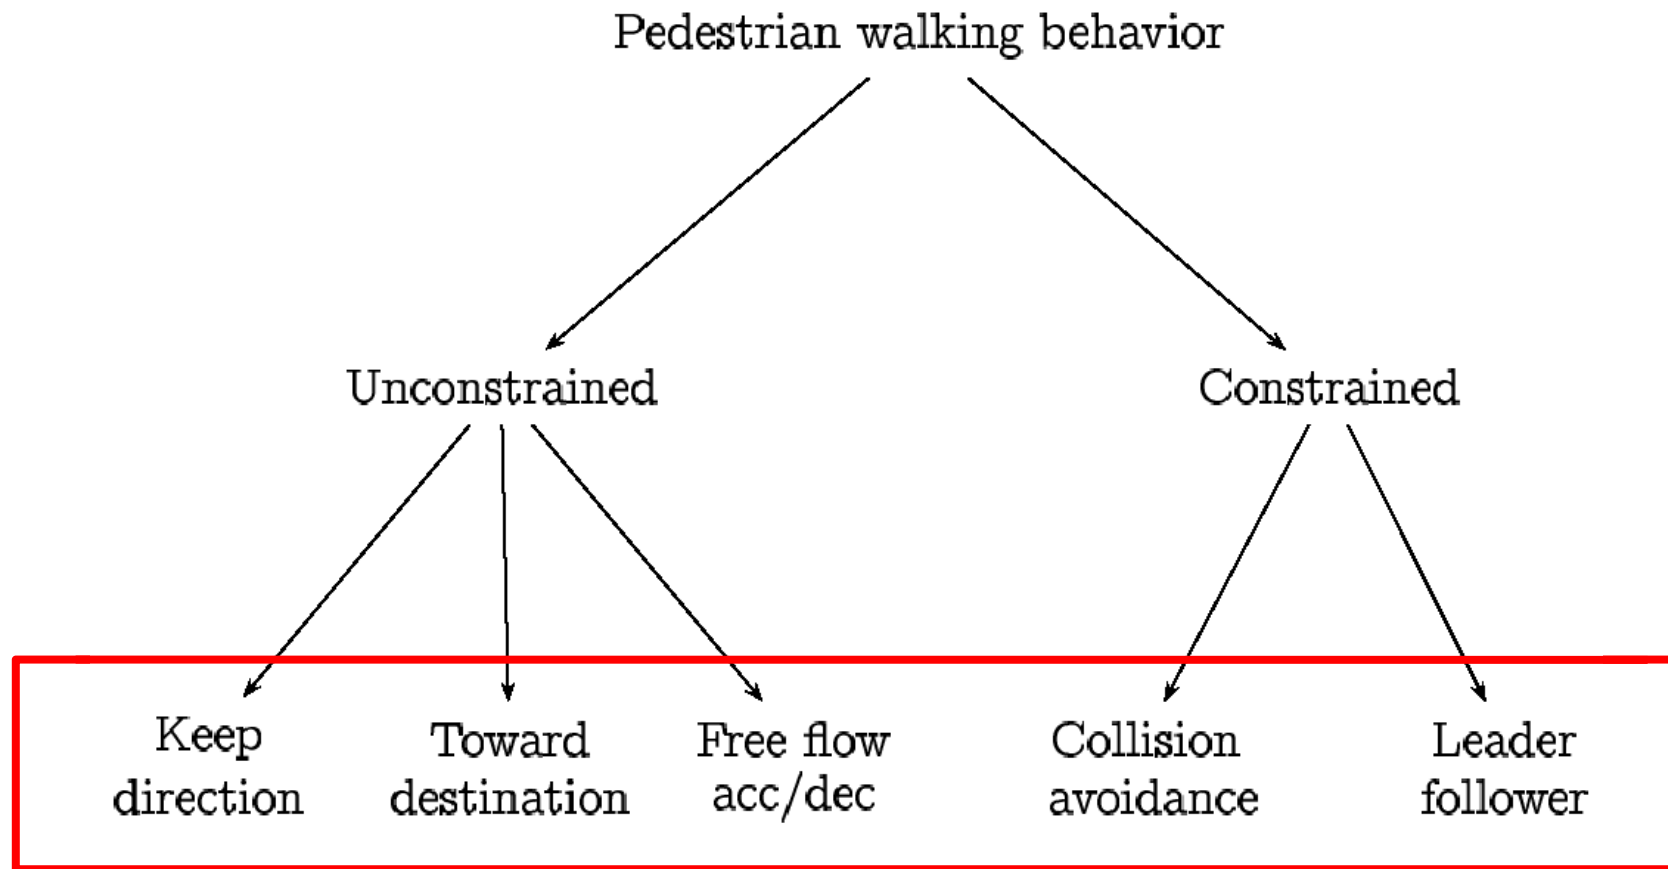 Pedestrian walking behavior
Unconstrained
Constrained
Keep
direction
Toward
destination
Free flow
acc/dec
Collision
avoidance
Leader
follower